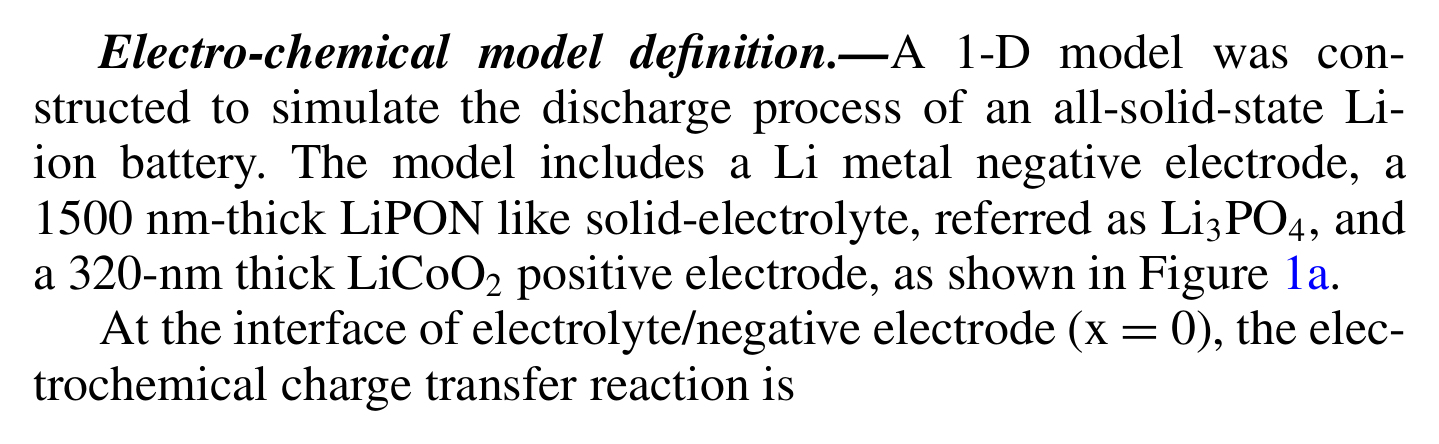 Electro-chemical model definition.—A 1-D model was con-
structed to simulate the discharge process of an all-solid-state Li-
ion battery. The model includes a Li metal negative electrode, a
1500 nm-thick LiPON like solid-electrolyte, referred as Li₃PO₄, and
a 320-nm thick LiCoO₂ positive electrode, as shown in Figure 1a.
At the interface of electrolyte/negative electrode (x = 0), the elec-
trochemical charge transfer reaction is